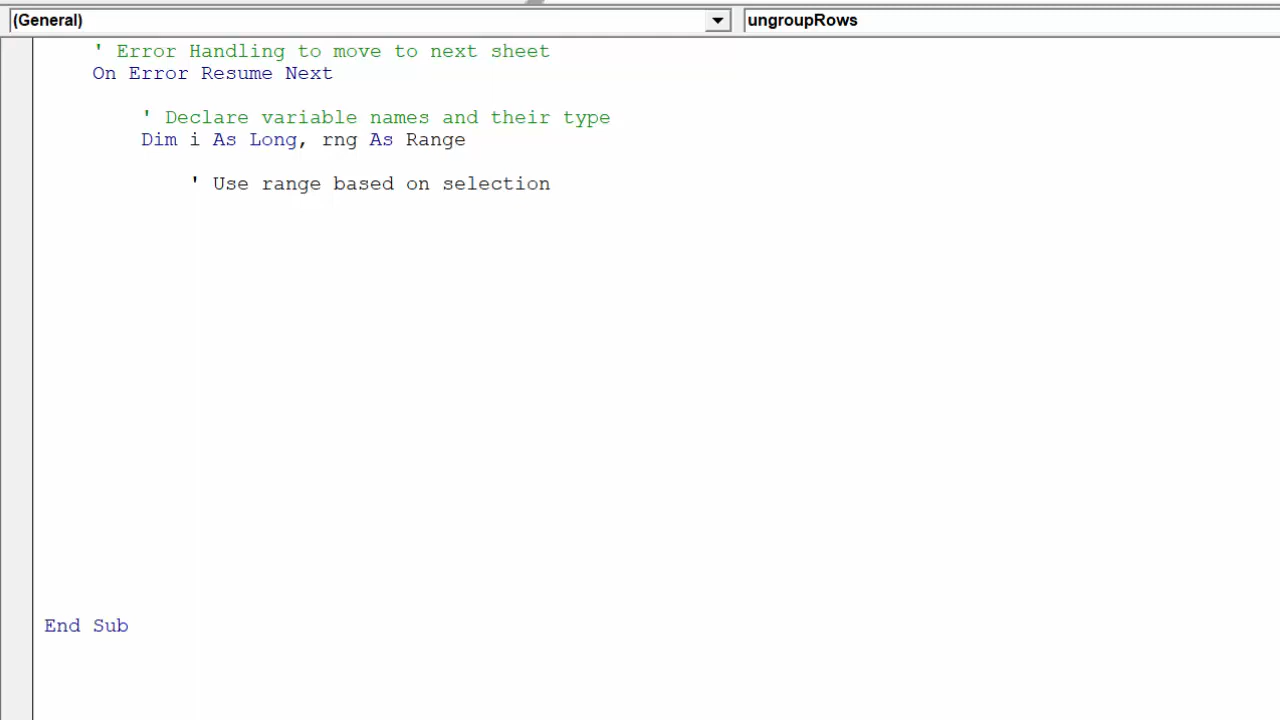 (General) ungroupRows
' Error Handling to move to next sheet
On Error Resume Next
' Declare variable names and their type
Dim i As Long, rng As Range
' Use range based on selection
End Sub